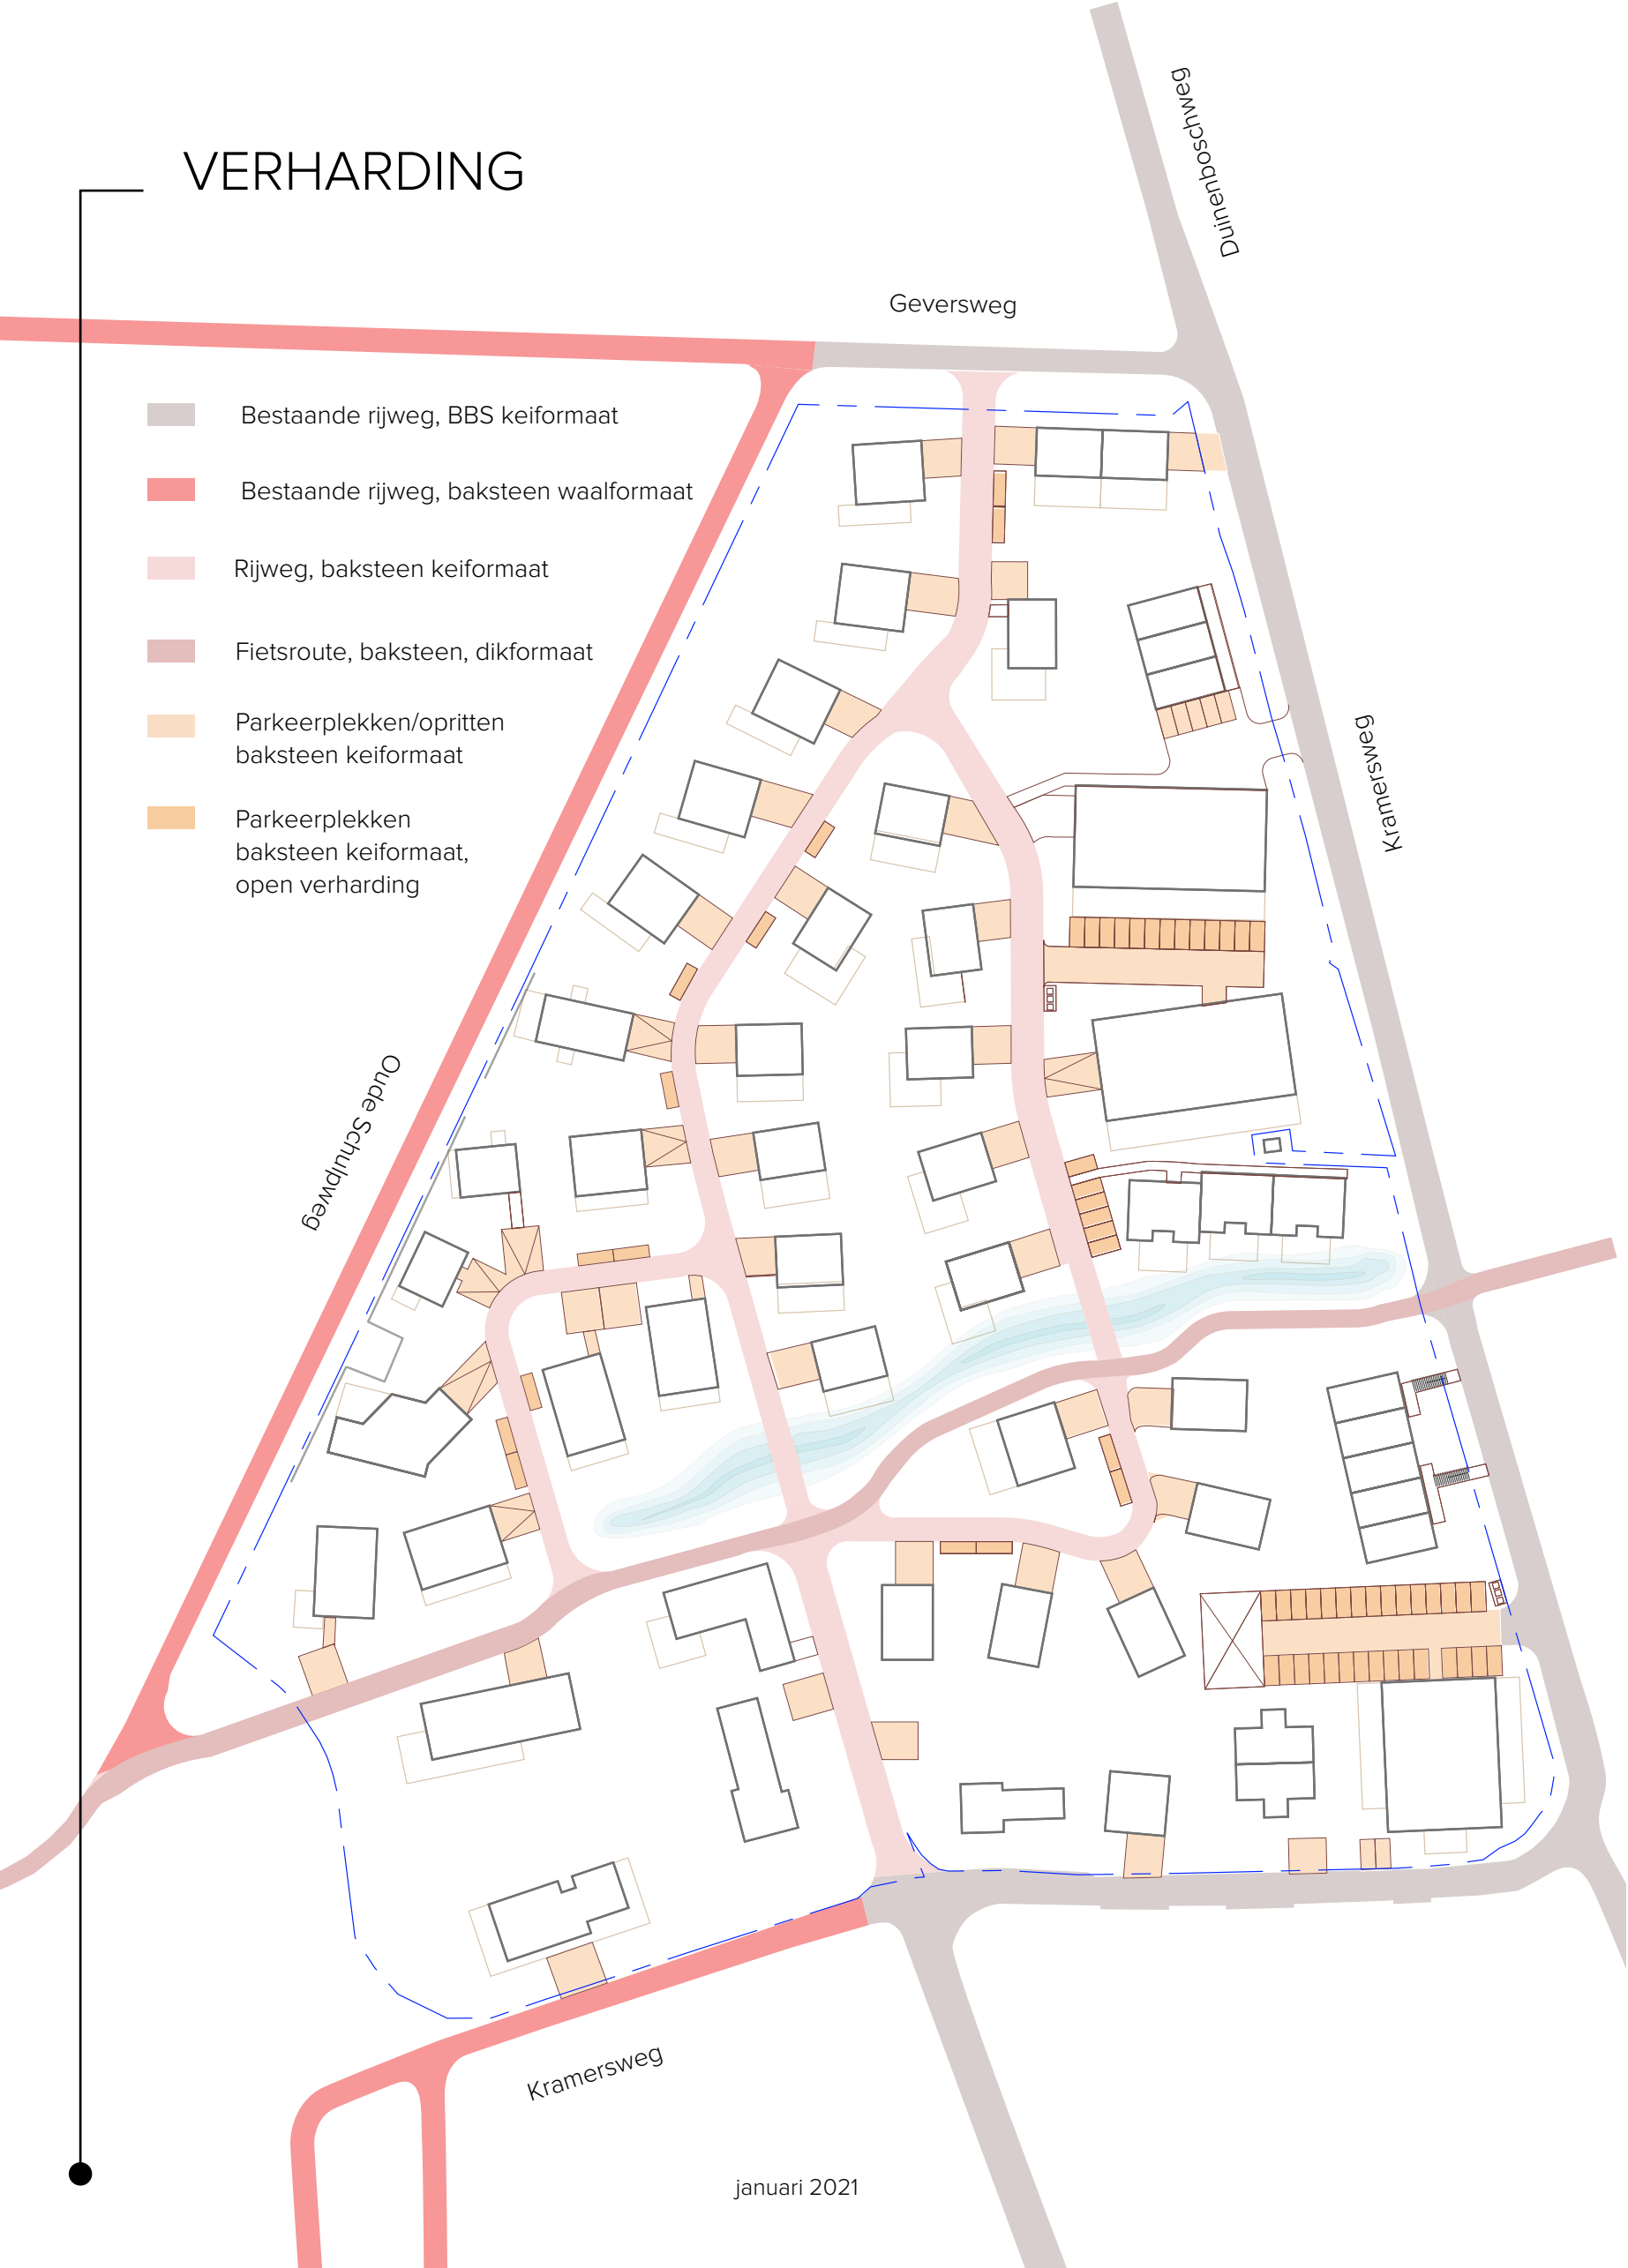 VERHARDING
Duinenboschweg
Geversweg
Bestaande rijweg, BBS keiformaat
Bestaande rijweg, baksteen waalformaat
Rijweg, baksteen keiformaat
Fietsroute, baksteen, dikformaat
Parkeerplekken/opritten
baksteen keiformaat
Parkeerplekken
baksteen keiformaat,
open verharding
Kramersweg
Oude Schulpweg
Kramersweg
januari 2021